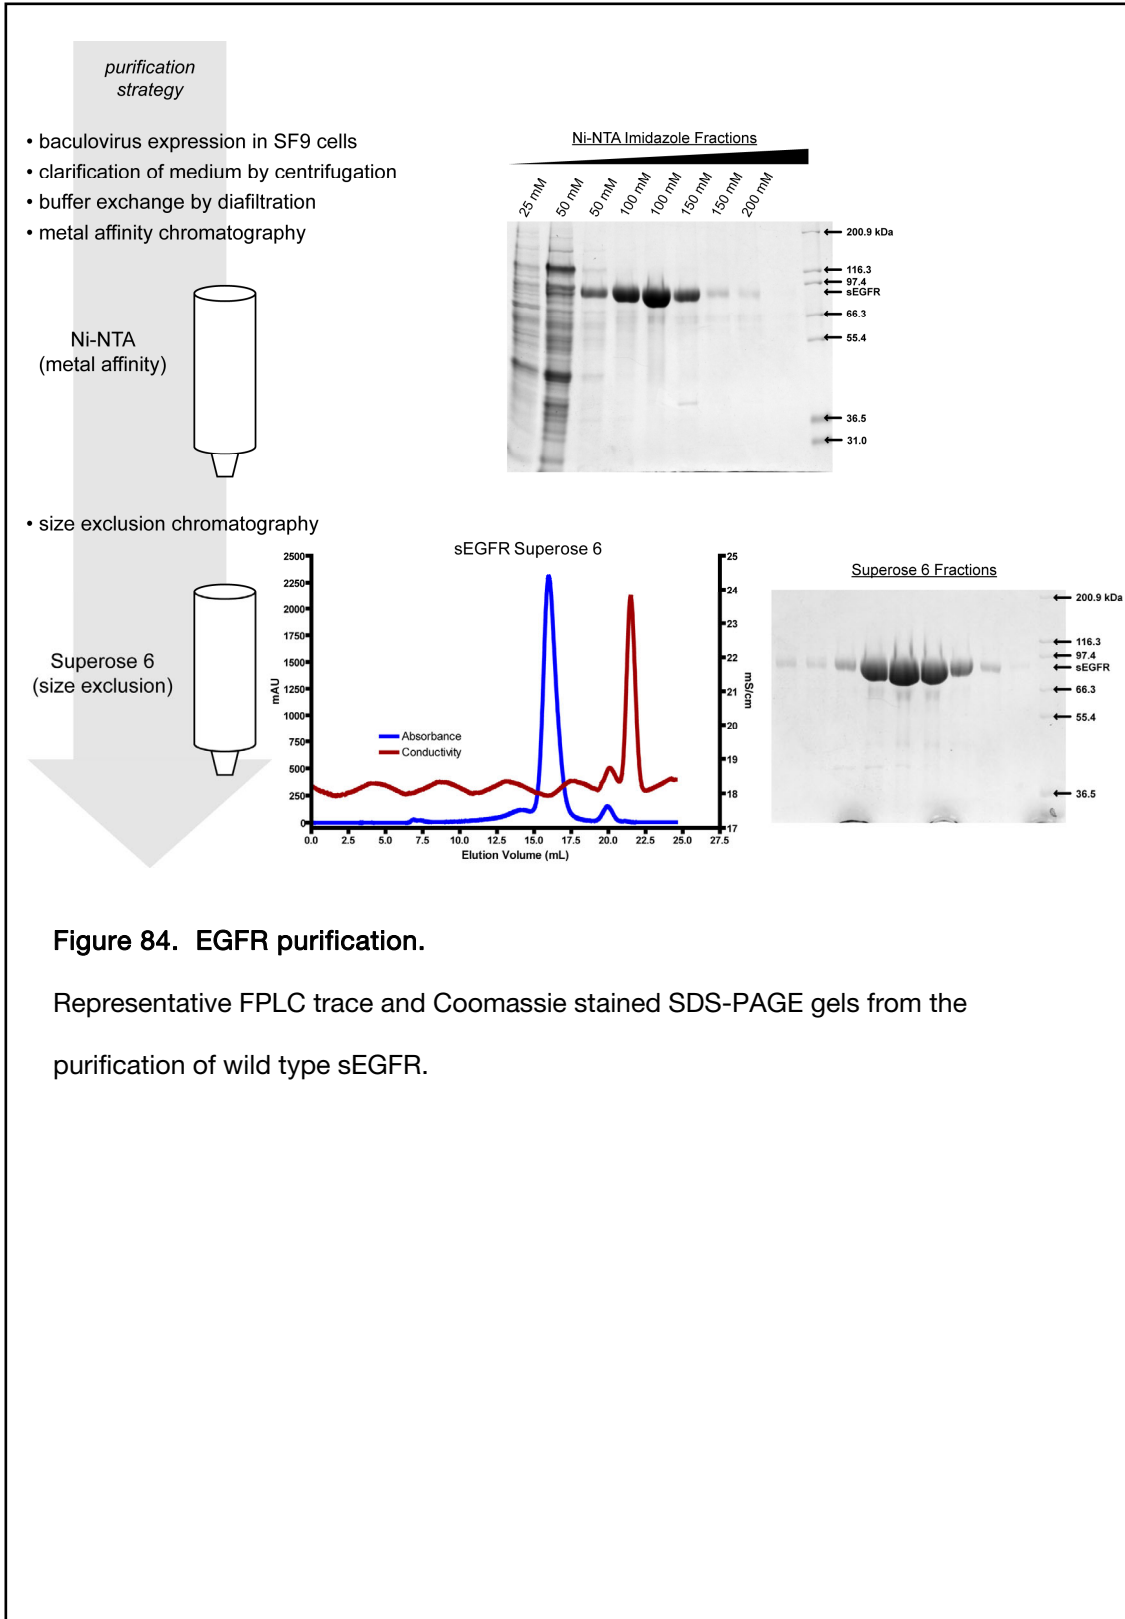 purification
strategy
• baculovirus expression in SF9 cells
• clarification of medium by centrifugation
• buffer exchange by diafiltration
• metal affinity chromatography
Ni-NTA
(metal affinity)
Ni-NTA Imidazole Fractions
25 mM
50 mM
50 mM
100 mM
100 mM
150 mM
150 mM
200 mM
200.9 kDa
116.3
97.4
sEGFR
66.3
55.4
36.5
31.0
• size exclusion chromatography
Superose 6
(size exclusion)
sEGFR Superose 6
2500
2250
2000
1750
1500
1250
1000
750
500
250
0
mAU
Absorbance
Conductivity
25
24
23
22
21
20
19
18
17
mS/cm
0.0 2.5 5.0 7.5 10.0 12.5 15.0 17.5 20.0 22.5 25.0 27.5
Elution Volume (mL)
Superose 6 Fractions
200.9 kDa
116.3
97.4
sEGFR
66.3
55.4
36.5
Figure 84. EGFR purification.
Representative FPLC trace and Coomassie stained SDS-PAGE gels from the
purification of wild type sEGFR.